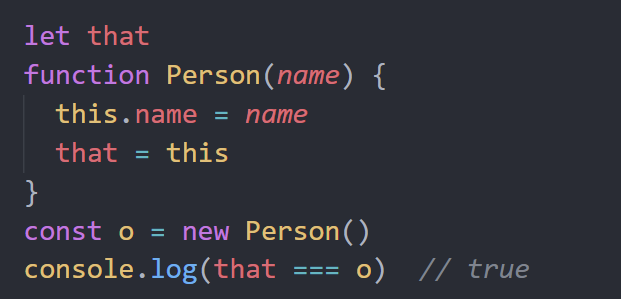 let that
function Person(name) {
  this.name = name
  that = this
}
const o = new Person()
console.log(that === o)  // true